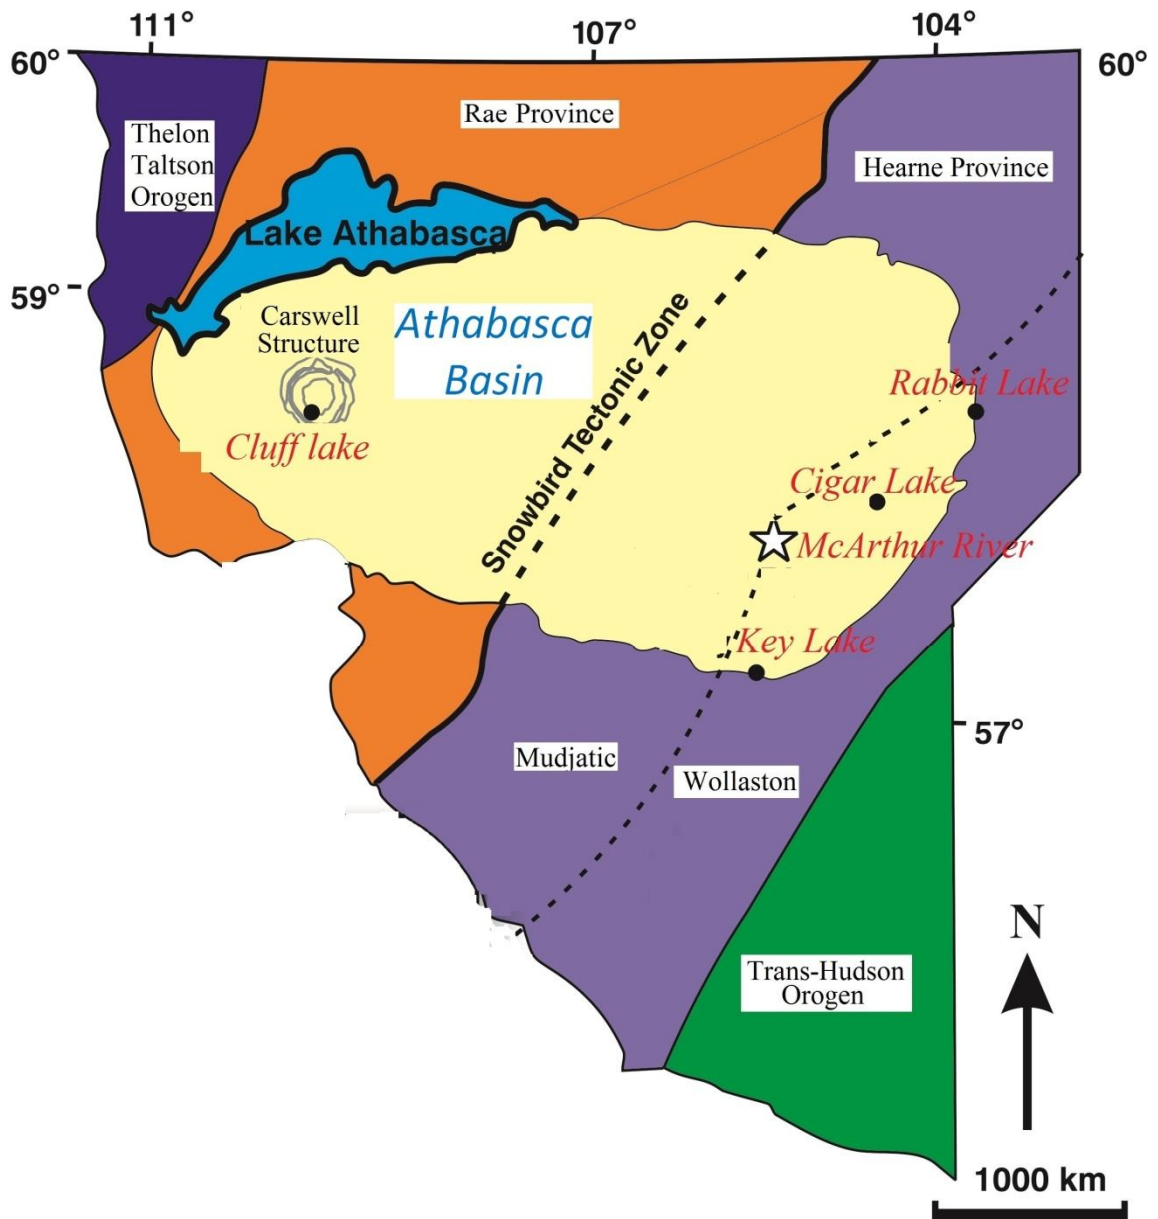 111°
107°
104°
60°
60°
Rae Province
Thelon
Taltson
Orogen
Hearne Province
Lake Athabasca
59°
Carswell
Structure
Athabasca
Basin
Snowbird Tectonic Zone
Rabbit Lake
Cluff lake
Cigar Lake
McArthur River
Key Lake
57°
Mudjatic
Wollaston
N
Trans-Hudson
Orogen
1000 km